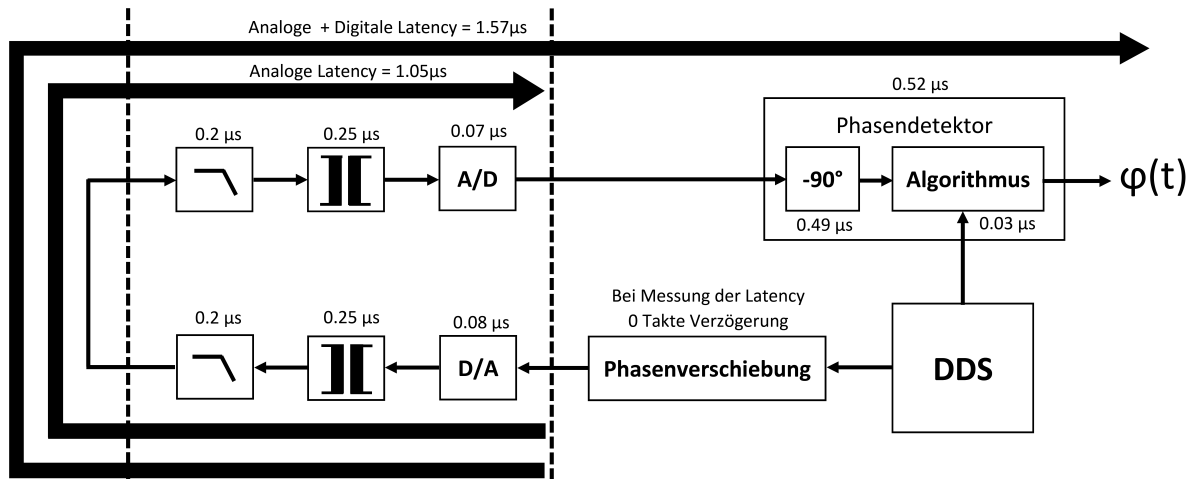 Analoge + Digitale Latency = 1.57µs
Analoge Latency = 1.05µs
0.52 µs
Phasendetektor
0.2 µs
0.25 µs
0.07 µs
A/D
-90°
Algorithmus
φ(t)
0.49 µs
0.03 µs
Bei Messung der Latency
0 Takte Verzögerung
0.2 µs
0.25 µs
0.08 µs
D/A
Phasenverschiebung
DDS